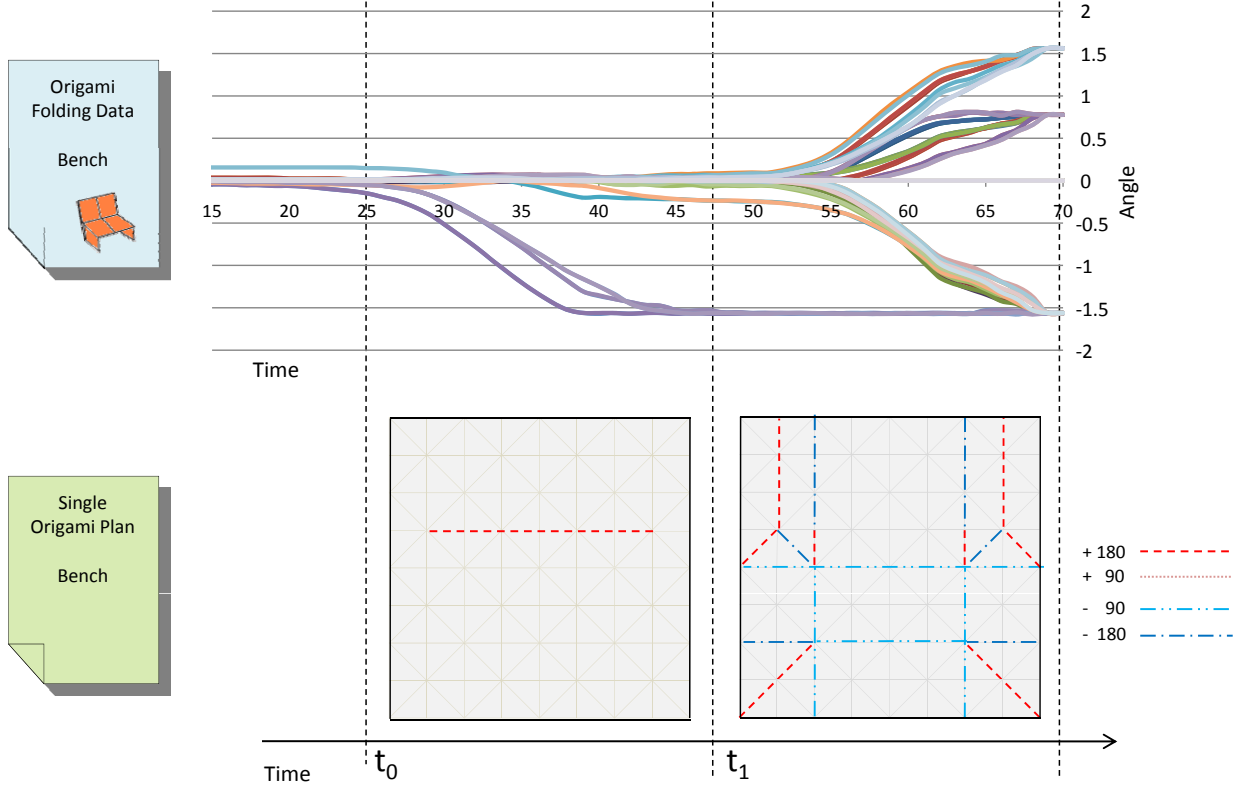 2
1.5
1
0.5
0
-0.5
-1
-1.5
-2
Angle
15 20 25 30 35 40 45 50 55 60 65 70
Time
Origami
Folding Data
Bench
Single
Origami Plan
Bench
+ 180
+ 90
- 90
- 180
t0
t1
Time